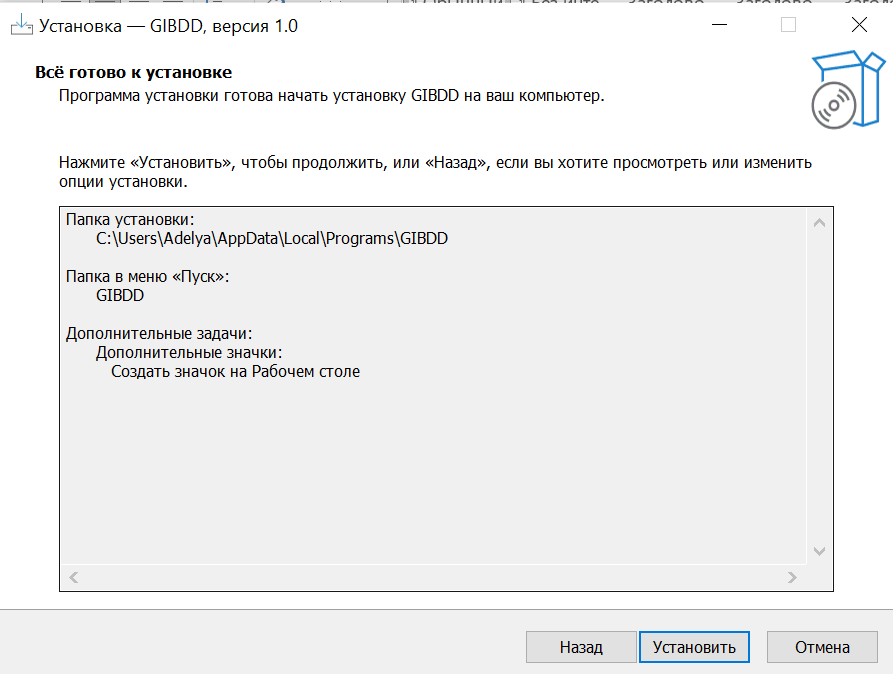 Установка — GIBDD, версия 1.0
Всё готово к установке
Программа установки готова начать установку GIBDD на ваш компьютер.
Нажмите «Установить», чтобы продолжить, или «Назад», если вы хотите просмотреть или изменить
опции установки.
Папка установки:
C:\Users\Adelya\AppData\Local\Programs\GIBDD
Папка в меню «Пуск»:
GIBDD
Дополнительные задачи:
Дополнительные значки:
Создать значок на Рабочем столе
Назад
Установить
Отмена